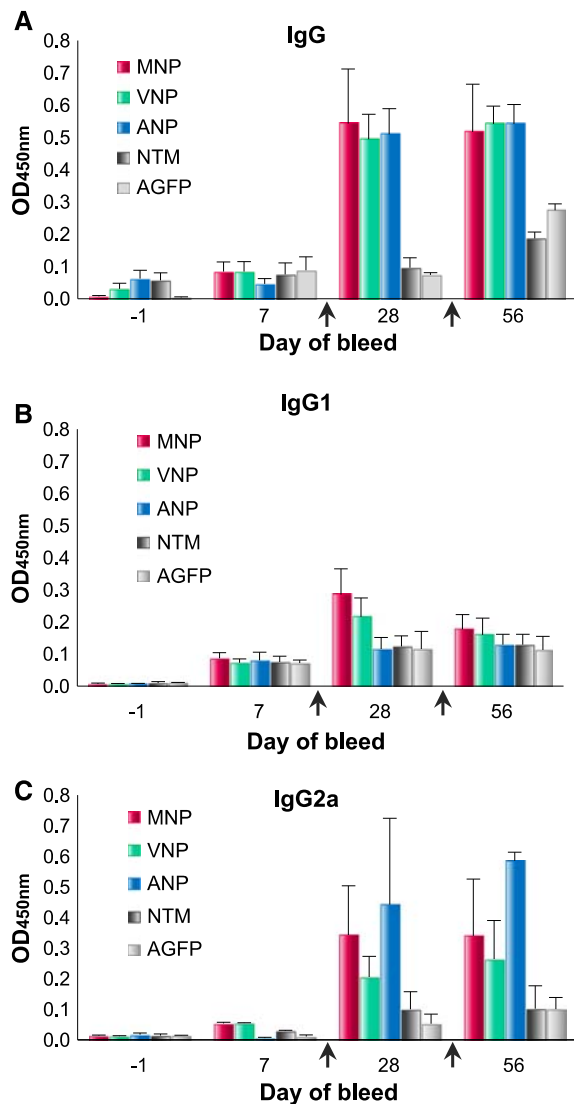 A
IgG
0.8
0.7
0.6
0.5
0.4
0.3
0.2
0.1
0.0
OD450nm
MNP
VNP
ANP
NTM
AGFP
-1 7 28 56
Day of bleed
B
IgG1
0.8
0.7
0.6
0.5
0.4
0.3
0.2
0.1
0.0
OD450nm
MNP
VNP
ANP
NTM
AGFP
-1 7 28 56
Day of bleed
C
IgG2a
0.8
0.7
0.6
0.5
0.4
0.3
0.2
0.1
0.0
OD450nm
MNP
VNP
ANP
NTM
AGFP
-1 7 28 56
Day of bleed